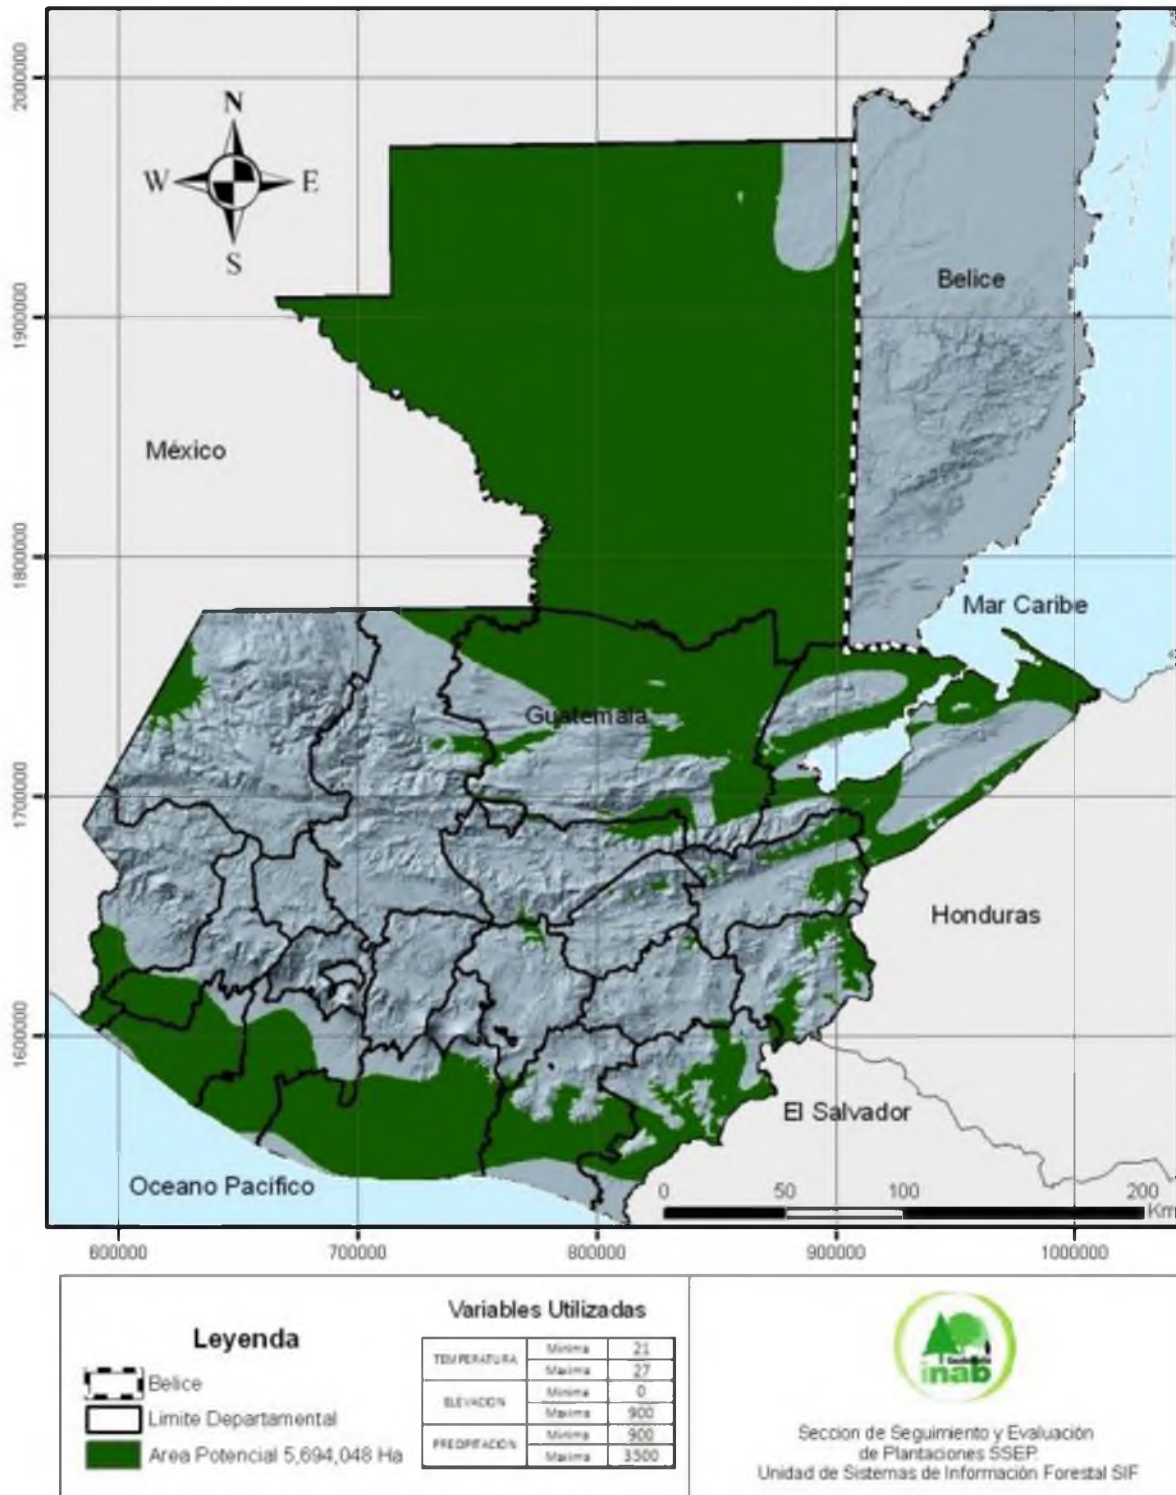 N
W E
S
2000000
1900000
1800000
1700000
1600000
Belice
México
Mar Caribe
Guatemala
Honduras
El Salvador
Oceano Pacífico
0 50 100 200
Km
600000 700000 800000 900000 1000000
Leyenda
Belice
Limite Departamental
Area Potencial 5,694,048 Ha
Variables Utilizadas
TEMPERATURA Minima 21
Maxima 27
ELEVACION Minima 0
Maxima 900
PRECIPITACION Minima 900
Maxima 3500
inab
Seccion de Seguimiento y Evaluación
de Plantaciones SSEP.
Unidad de Sistemas de Información Forestal SIF